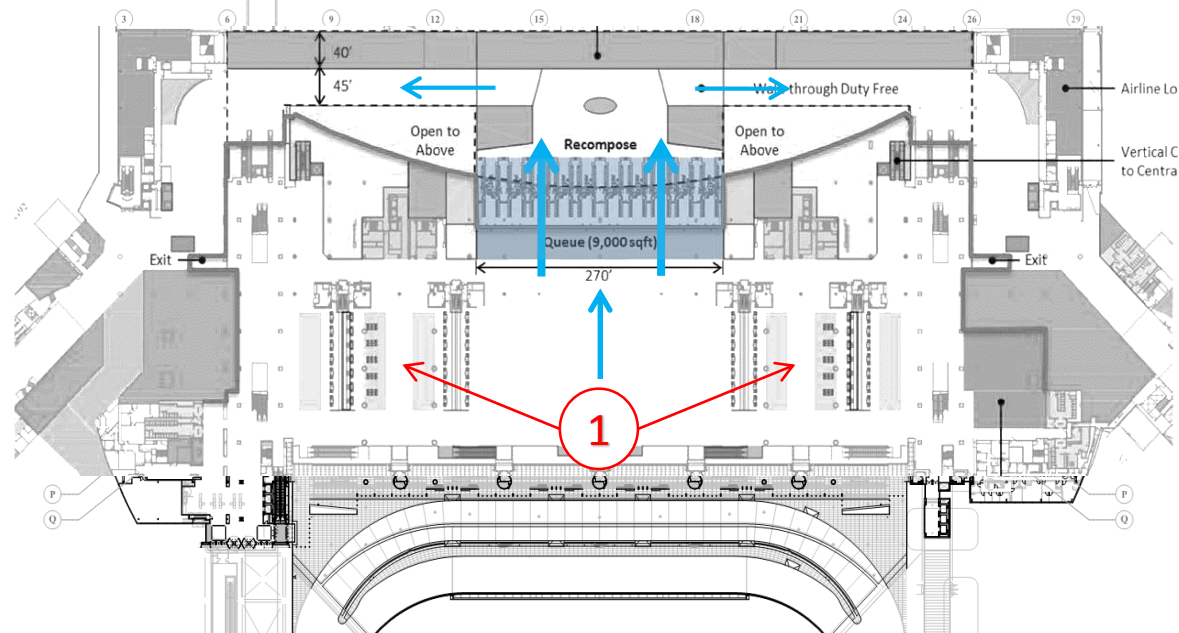 3
6
9
12
15
18
21
24
26
29
40'
45'
through Duty Free
Airline Lo
Open to
Above
Recompose
Open to
Above
Vertical C
to Centra
Queue (9,000 sqft)
Exit
Exit
270'
1
P
Q
P
Q